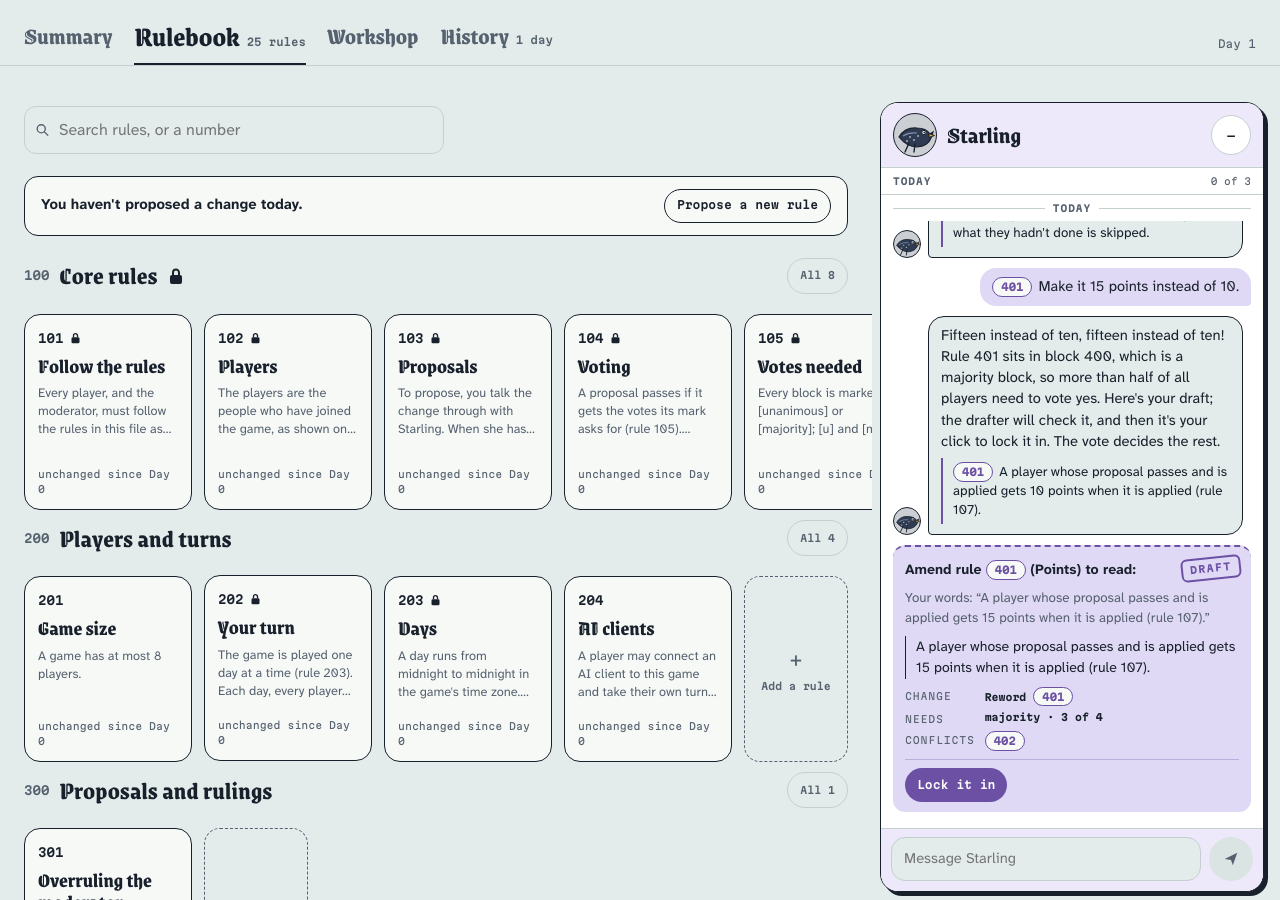 Summary
Rulebook 25 rules
Workshop
History 1 day
Day 1
Search rules, or a number
You haven't proposed a change today.
Propose a new rule
100 Core rules
All 8
101
Follow the rules
Every player, and the
moderator, must follow
the rules in this file as...
unchanged since Day
0
102
Players
The players are the
people who have joined
the game, as shown on...
unchanged since Day
0
103
Proposals
To propose, you talk the
change through with
Starling. When she has...
unchanged since Day
0
104
Voting
A proposal passes if it
gets the votes its mark
asks for (rule 105)....
unchanged since Day
0
105
Votes needed
Every block is marke
[unanimous] or
[majority]; [u] and [n
unchanged since D
0
200 Players and turns
All 4
201
Game size
A game has at most 8
players.
unchanged since Day
0
202
Your turn
The game is played one
day at a time (rule 203).
Each day, every player...
unchanged since Day
0
203
Days
A day runs from
midnight to midnight in
the game's time zone....
unchanged since Day
0
204
AI clients
A player may connect an
AI client to this game
and take their own turn...
unchanged since Day
0
+
Add a rule
300 Proposals and rulings
All 1
301
Overruling the
Starling
–
TODAY
0 of 3
TODAY
what they hadn't done is skipped.
401 Make it 15 points instead of 10.
Fifteen instead of ten, fifteen instead of ten!
Rule 401 sits in block 400, which is a
majority block, so more than half of all
players need to vote yes. Here's your draft;
the drafter will check it, and then it's your
click to lock it in. The vote decides the rest.
401 A player whose proposal passes and is
applied gets 10 points when it is applied (rule
107).
Amend rule 401 (Points) to read:
DRAFT
Your words: “A player whose proposal passes and is
applied gets 15 points when it is applied (rule 107).”
A player whose proposal passes and is applied gets
15 points when it is applied (rule 107).
CHANGE Reword 401
NEEDS majority · 3 of 4
CONFLICTS 402
Lock it in
Message Starling